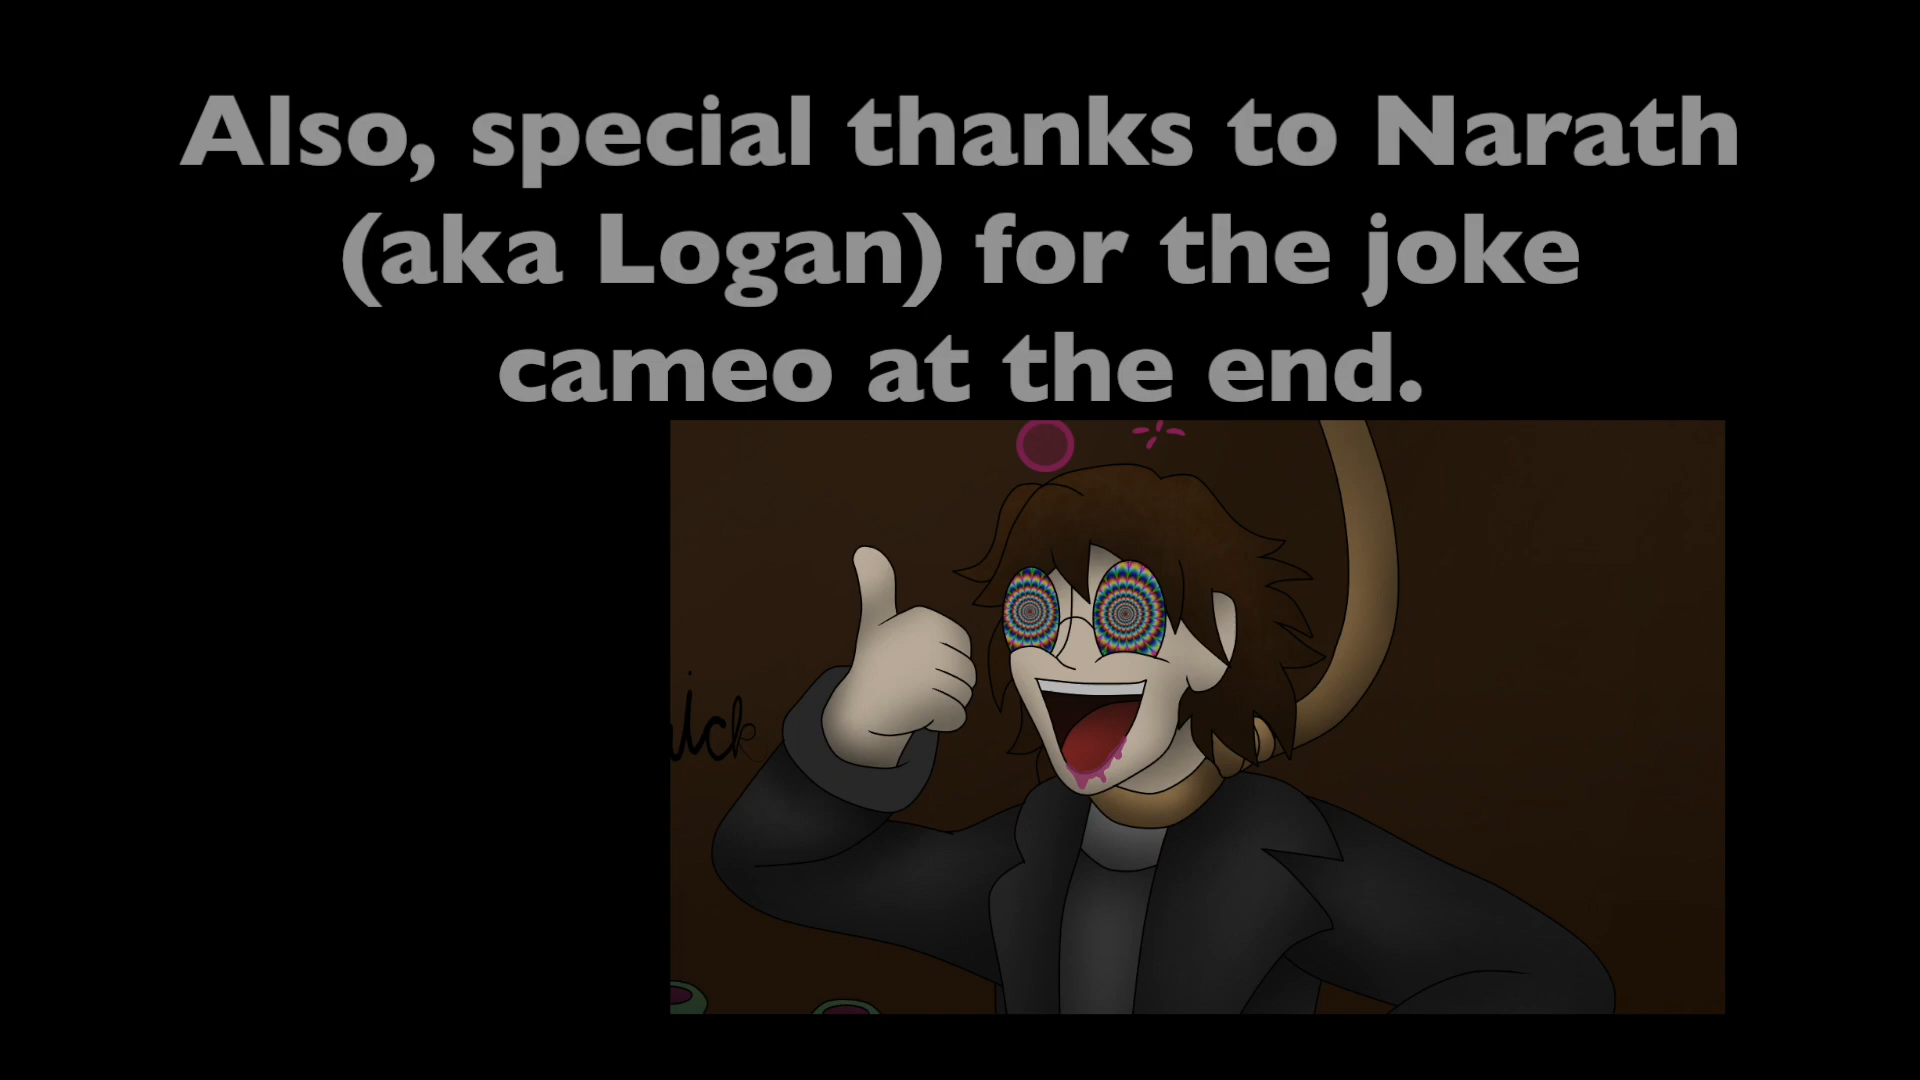 Also, special thanks to Narath
(aka Logan) for the joke
cameo at the end.